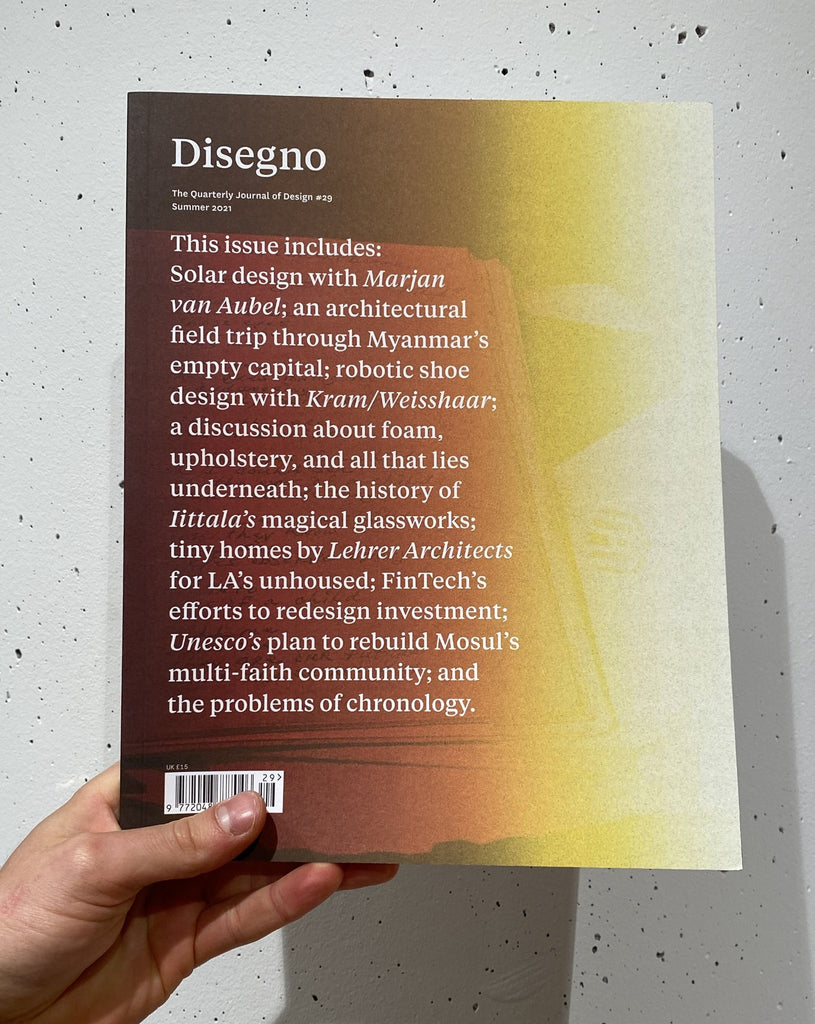 Disegno
The Quarterly Journal of Design #29
Summer 2021
This issue includes:
Solar design with Marjan
van Aubel; an architectural
field trip through Myanmar’s
empty capital; robotic shoe
design with Kram/Weisshaar;
a discussion about foam,
upholstery, and all that lies
underneath; the history of
Iittala’s magical glassworks;
tiny homes by Lehrer Architects
for LA’s unhoused; FinTech’s
efforts to redesign investment;
Unesco’s plan to rebuild Mosul’s
multi-faith community; and
the problems of chronology.
UK £15
29>
9 77204